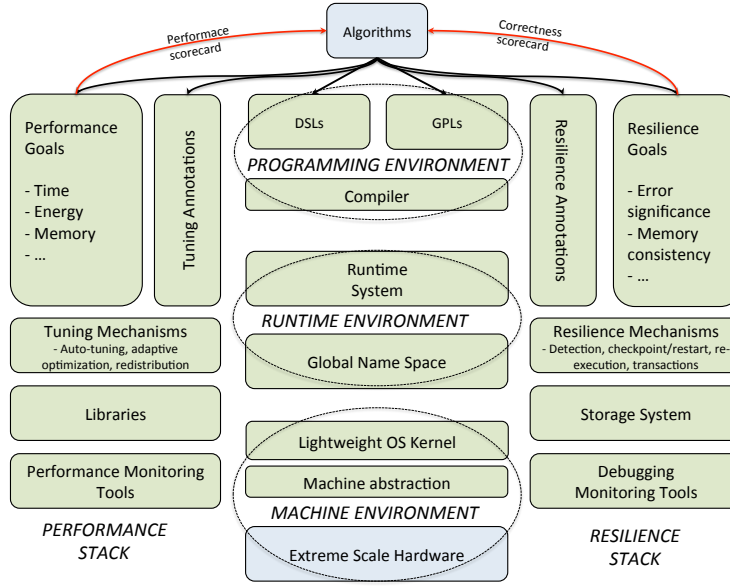 Algorithms
Performace
scorecard
Correctness
scorecard
Performance
Goals
- Time
- Energy
- Memory
- ...
Tuning Annotations
DSLs
GPLs
PROGRAMMING ENVIRONMENT
Compiler
Runtime
System
RUNTIME ENVIRONMENT
Global Name Space
Lightweight OS Kernel
Machine abstraction
MACHINE ENVIRONMENT
Extreme Scale Hardware
Resilience Annotations
Resilience
Goals
- Error
significance
- Memory
consistency
- ...
Tuning Mechanisms
- Auto-tuning, adaptive
optimization, redistribution
Libraries
Performance Monitoring
Tools
PERFORMANCE
STACK
Resilience Mechanisms
- Detection, checkpoint/restart, re-
execution, transactions
Storage System
Debugging
Monitoring Tools
RESILIENCE
STACK